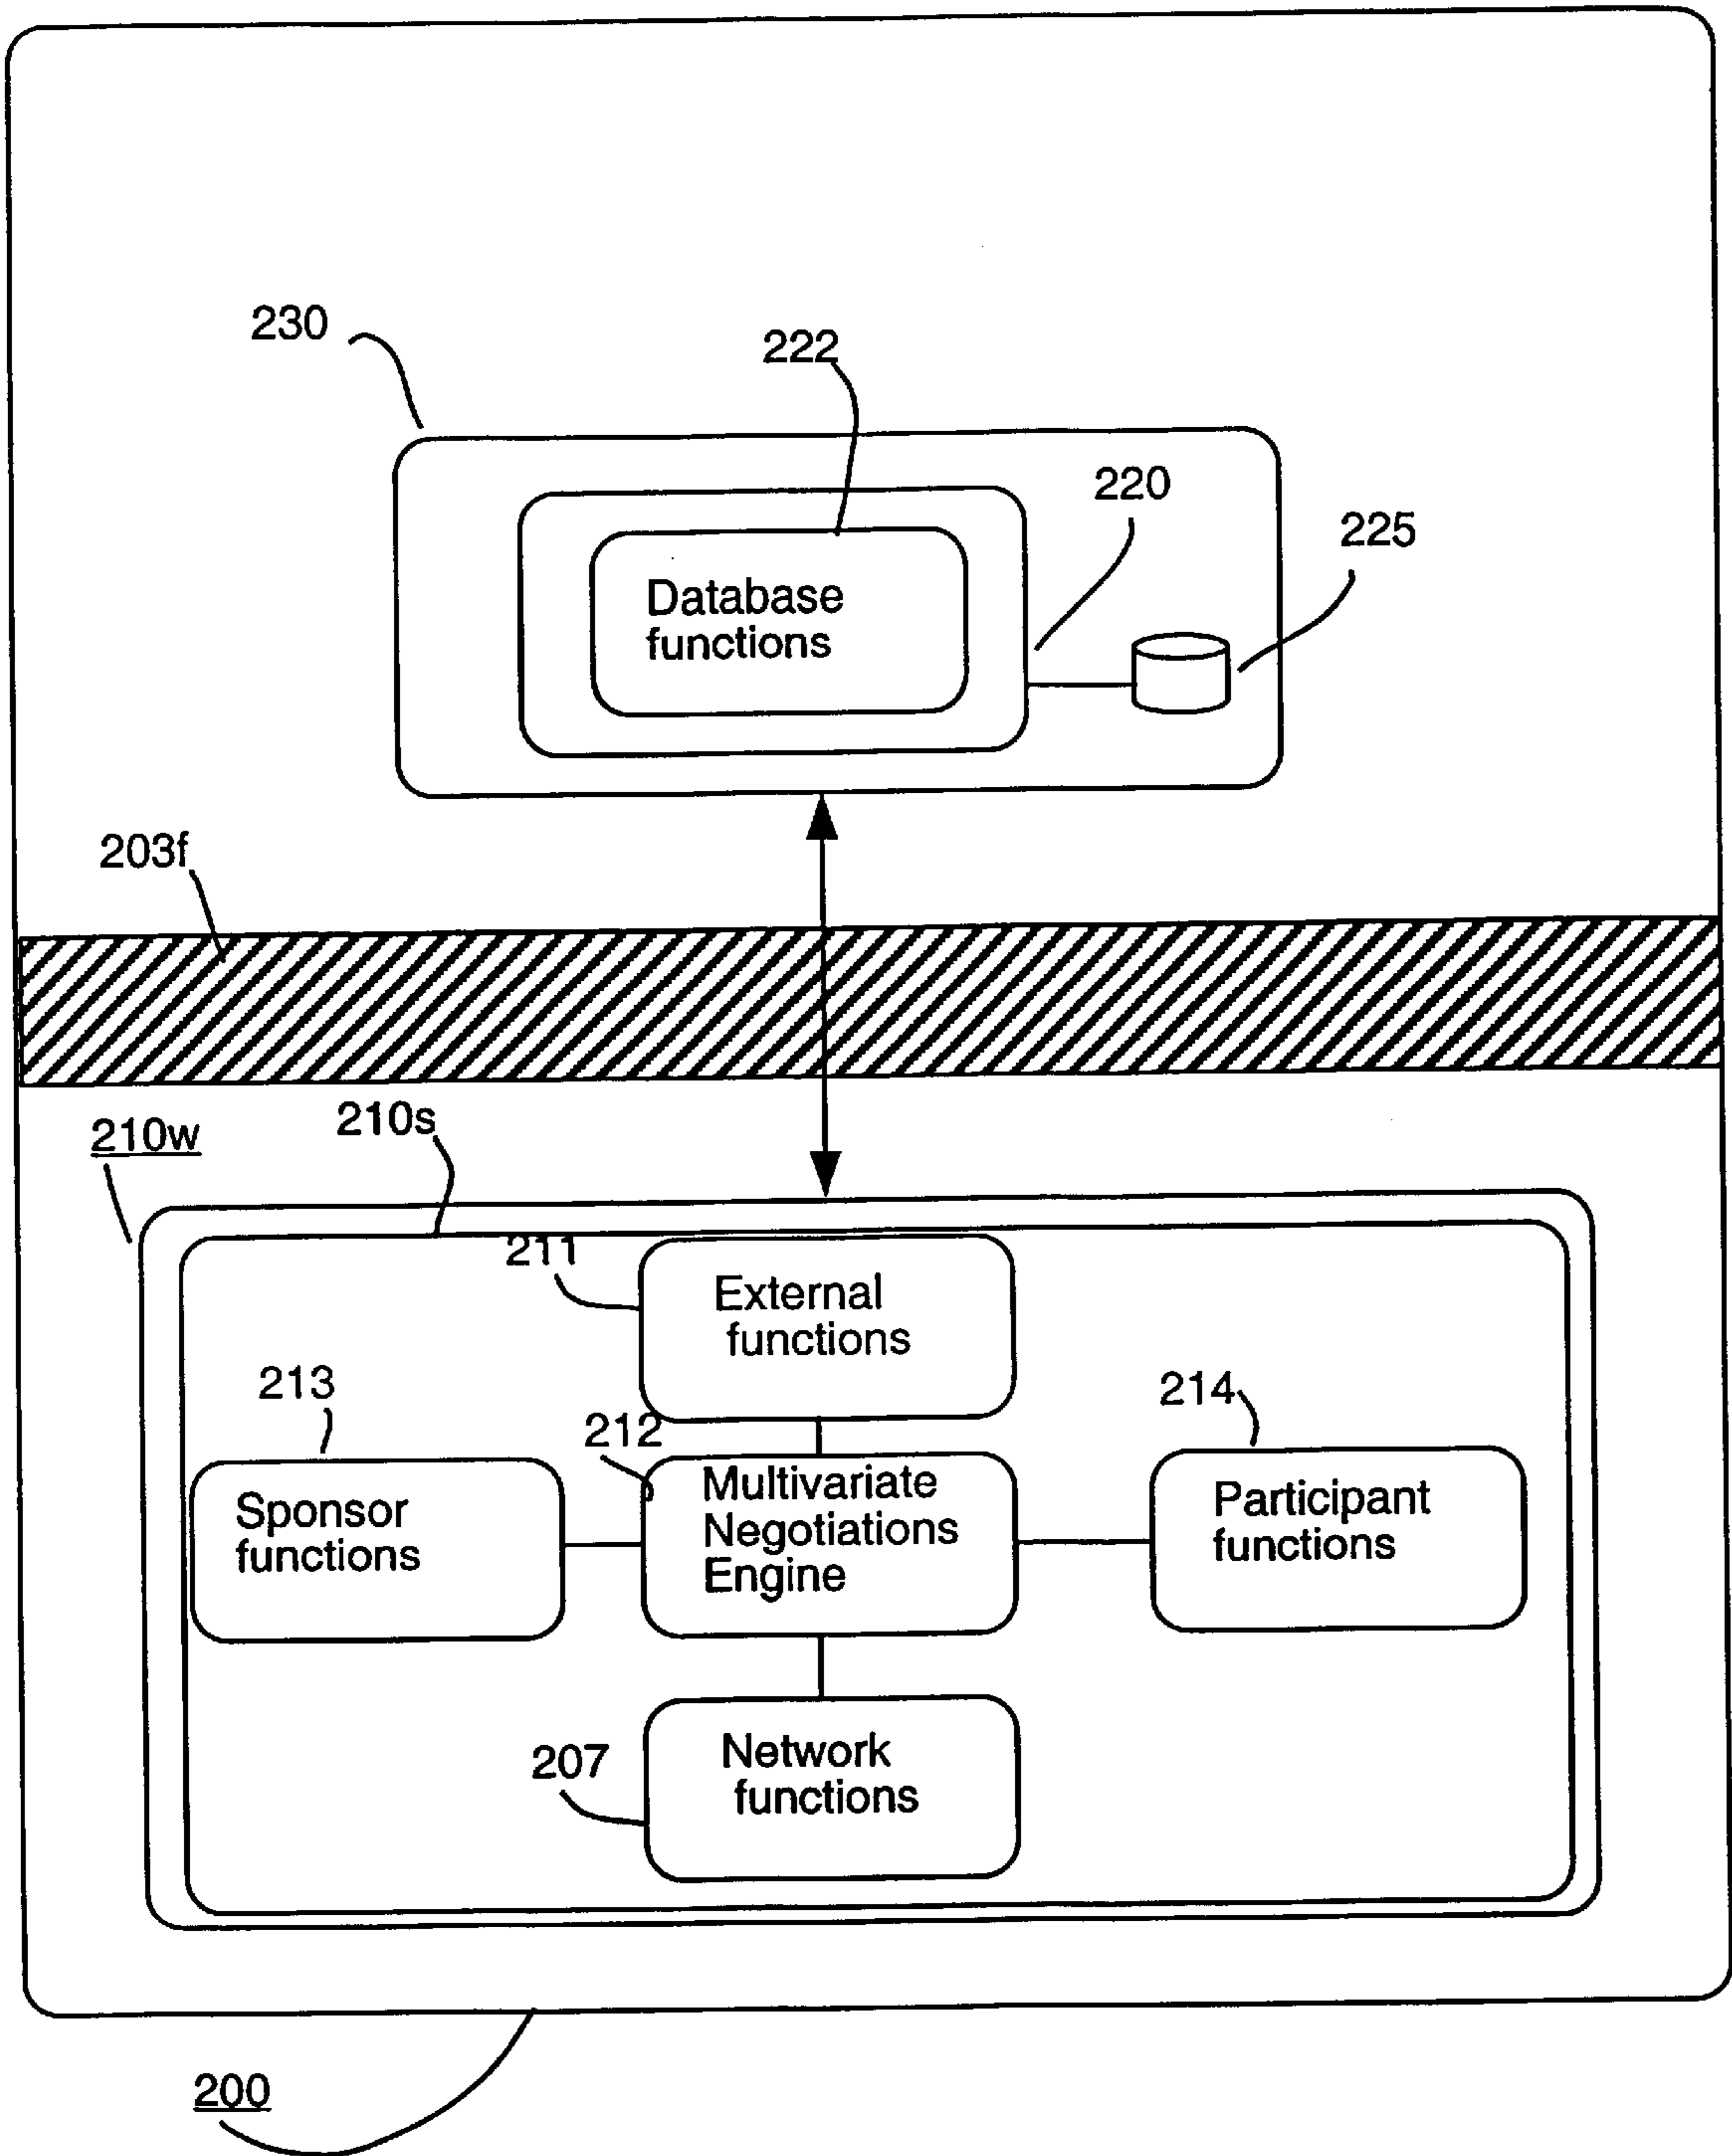 230
222
220
225
Database
functions
203f
210s
210w
211
External
functions
213
214
212
Multivariate
Negotiations
Engine
Sponsor
functions
Participant
functions
207
Network
functions
200